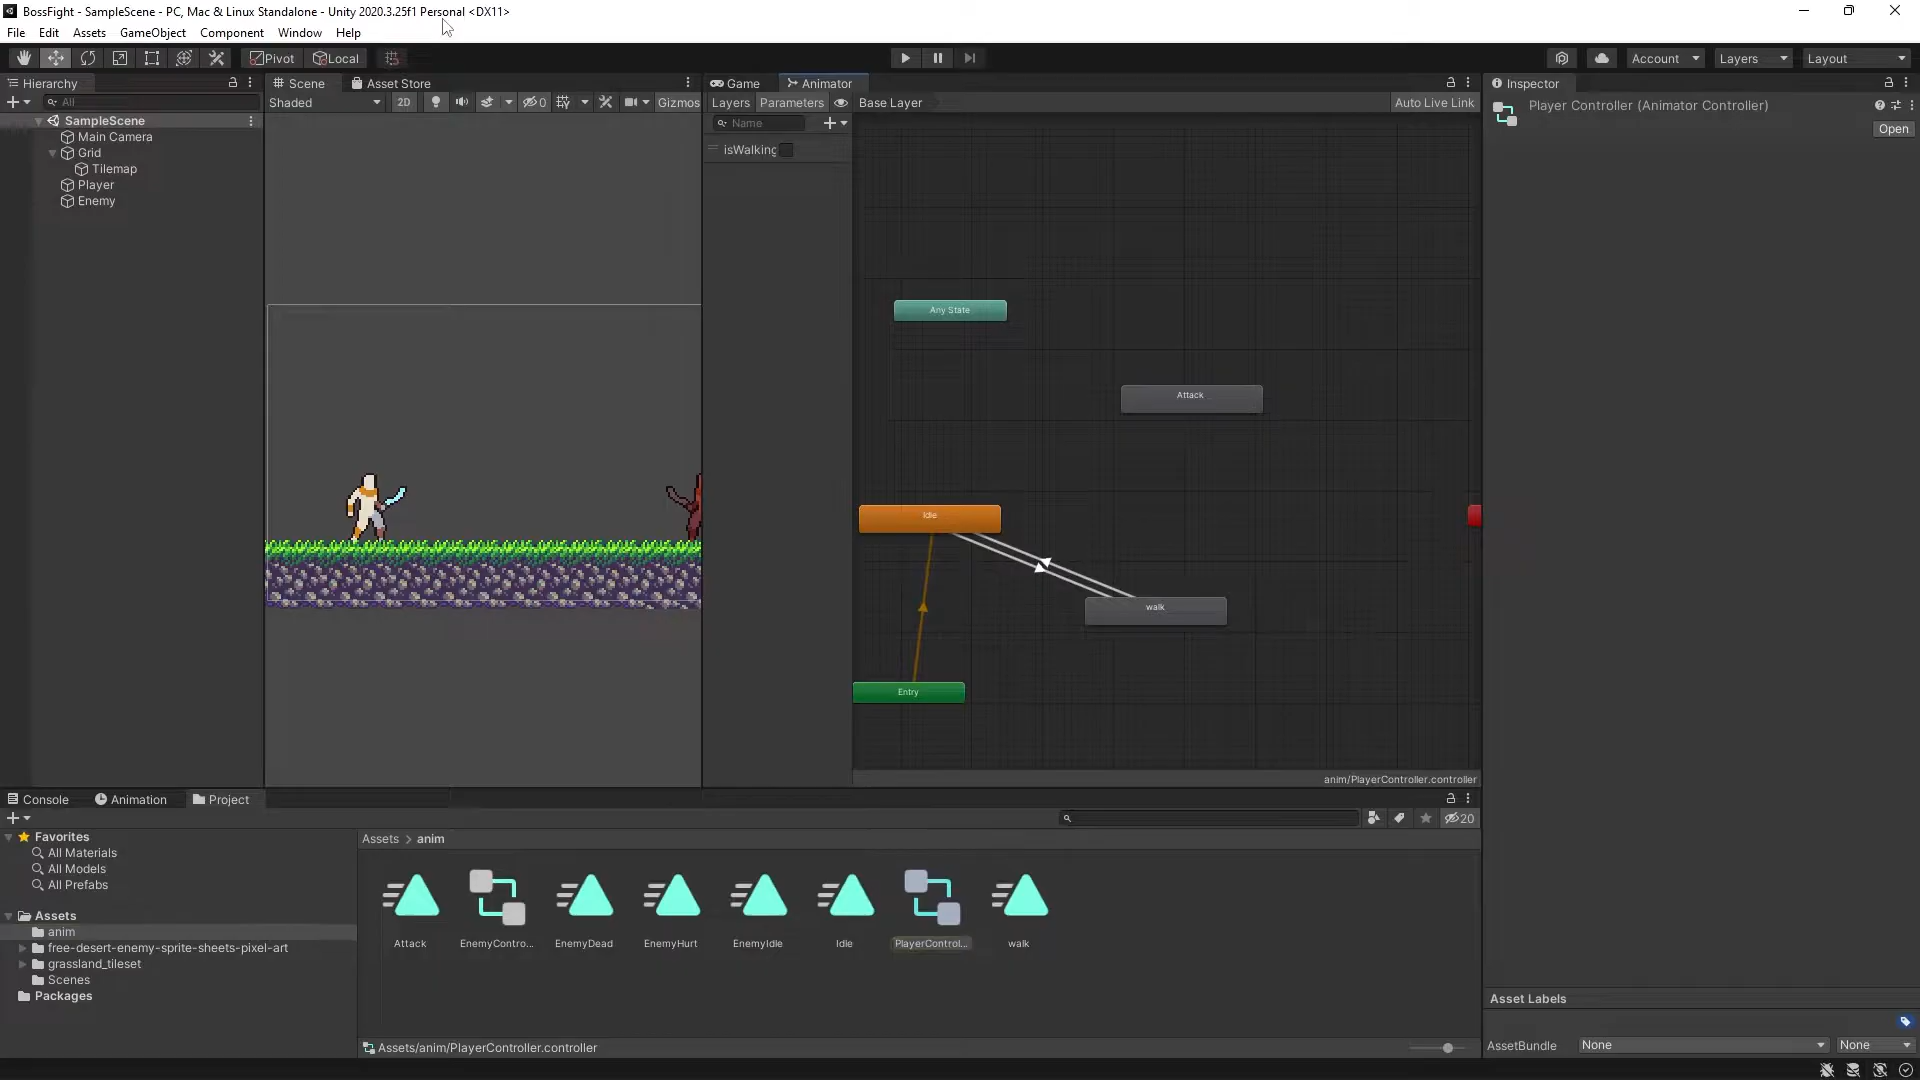 BossFight - SampleScene - PC, Mac & Linux Standalone - Unity 2020.3.25f1 Personal <DX11>
File Edit Assets GameObject Component Window Help
Pivot Local Account Layers Layout
Hierarchy
All
SampleScene
Main Camera
Grid
Tilemap
Player
Enemy
Scene Asset Store
Shaded 2D 0 Gizmos
Game Animator
Layers Parameters Base Layer Auto Live Link
Name
isWalking
Any State
Attack
Idle
walk
Entry
anim/PlayerController.controller
Inspector
Player Controller (Animator Controller)
Open
Console Animation Project
20
Favorites
All Materials
All Models
All Prefabs
Assets
anim
free-desert-enemy-sprite-sheets-pixel-art
grassland_tileset
Scenes
Packages
Assets > anim
Attack EnemyContro... EnemyDead EnemyHurt EnemyIdle Idle PlayerControl... walk
Assets/anim/PlayerController.controller
Asset Labels
AssetBundle None None